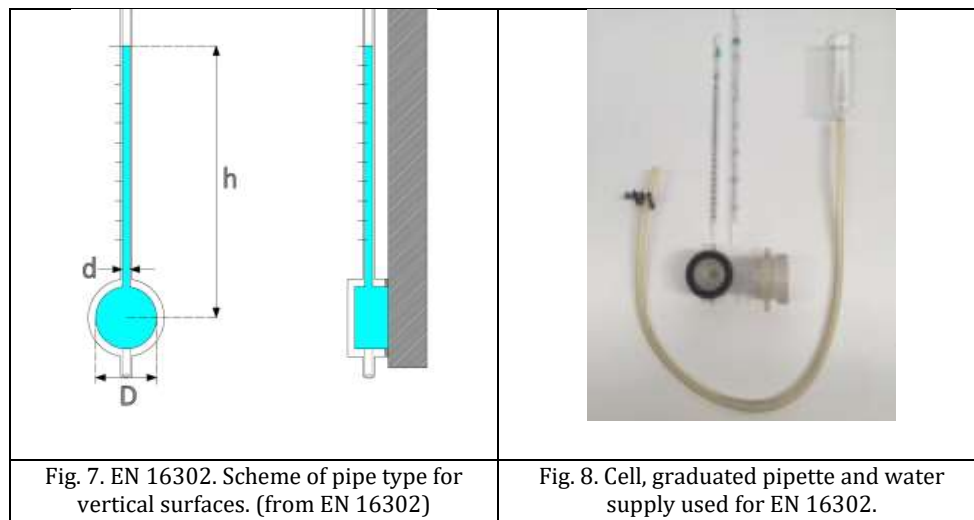 h
d
D
Fig. 7. EN 16302. Scheme of pipe type for
vertical surfaces. (from EN 16302)
Fig. 8. Cell, graduated pipette and water
supply used for EN 16302.